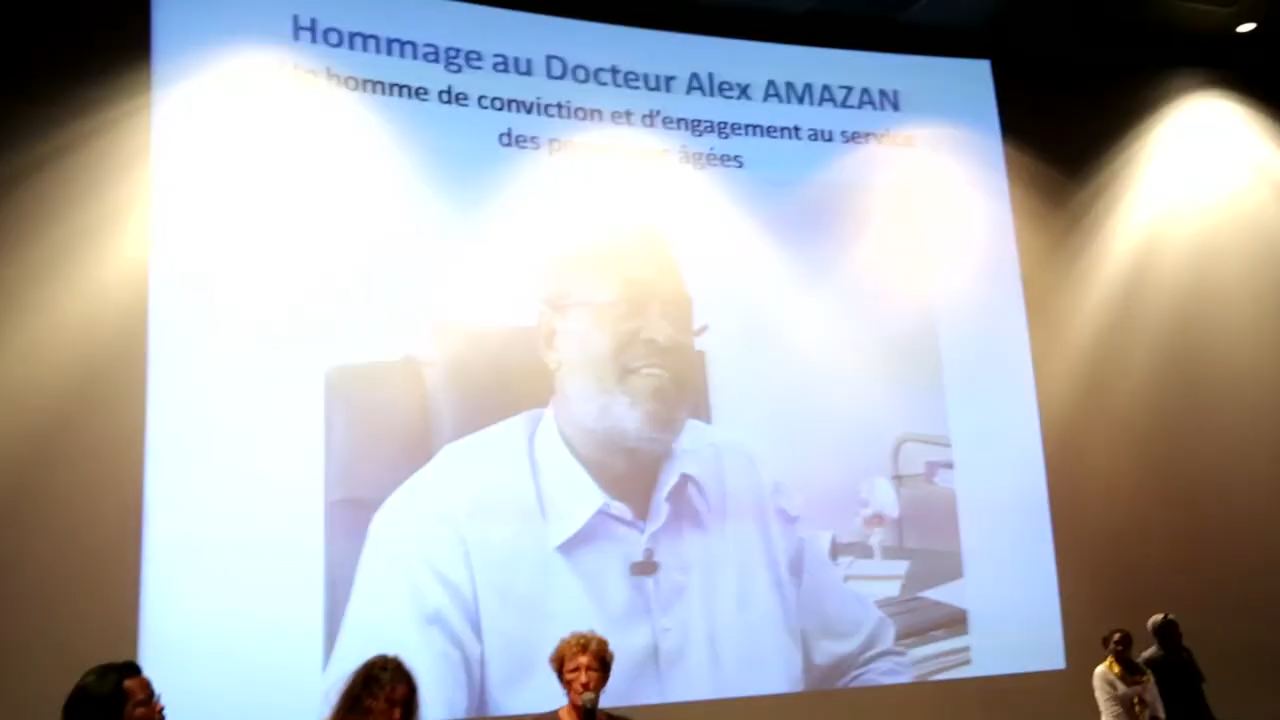 Hommage au Docteur Alex AMAZAN
homme de conviction et d'engagement au service
des âgées